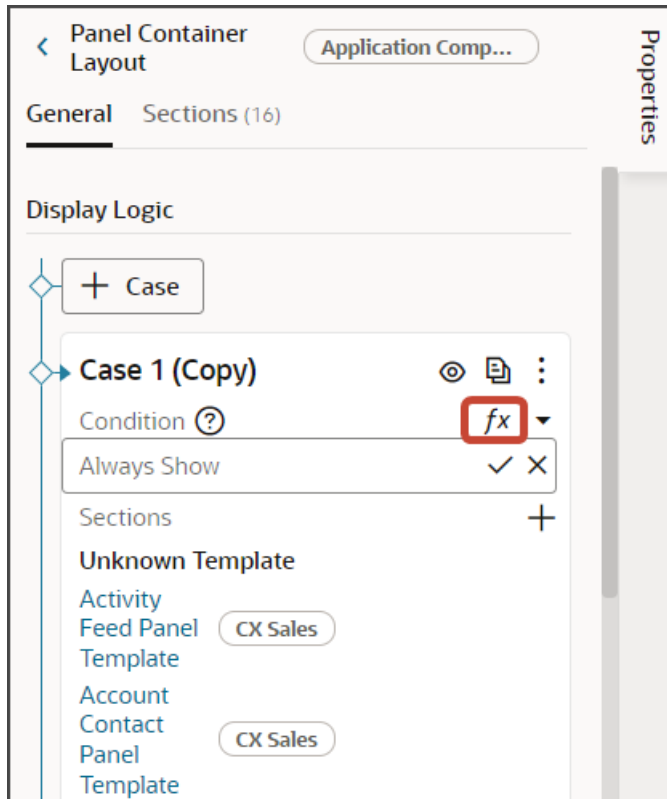 Panel Container
Layout
Application Comp...
Properties
General Sections (16)
Display Logic
+ Case
Case 1 (Copy)
Condition ?
fx
Always Show
Sections
Unknown Template
Activity
Feed Panel
Template
CX Sales
Account
Contact
Panel
Template
CX Sales